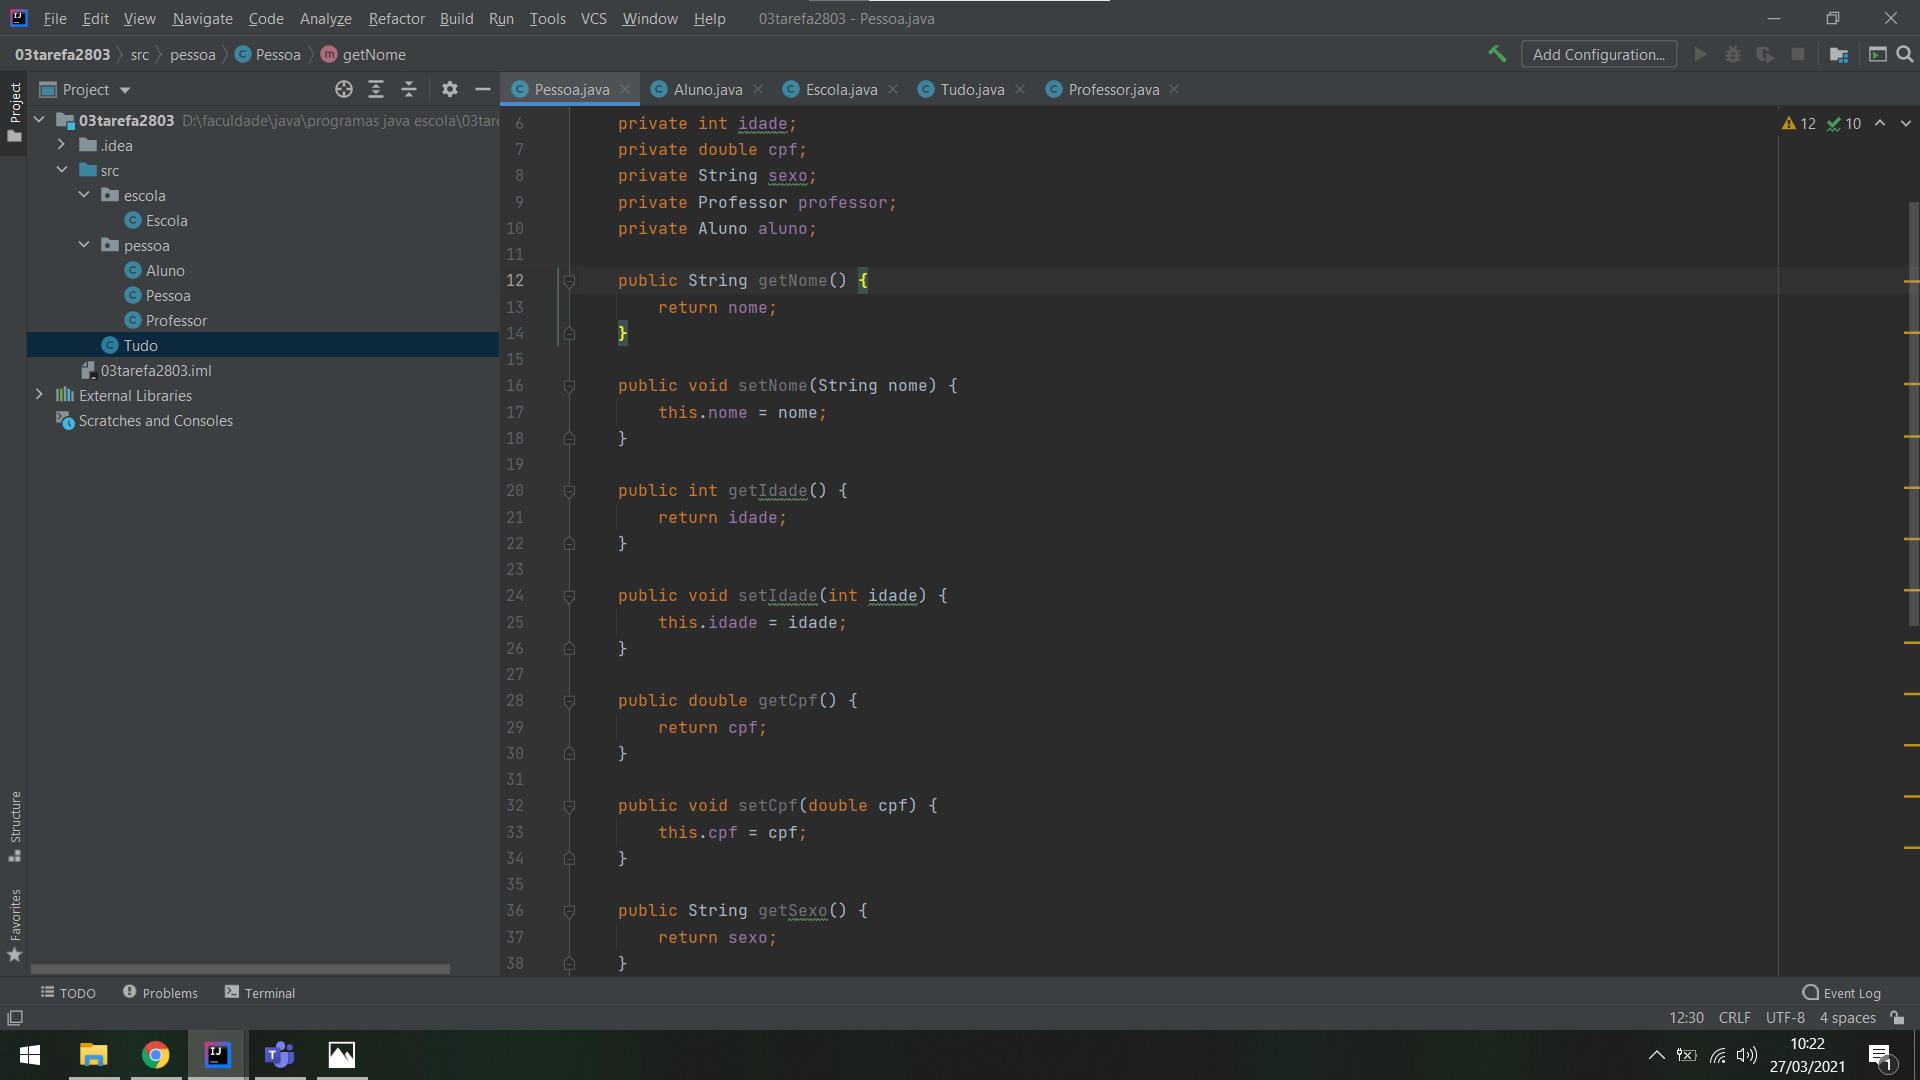 File Edit View Navigate Code Analyze Refactor Build Run Tools VCS Window Help 03tarefa2803 - Pessoa.java
03tarefa2803 src pessoa Pessoa getNome Add Configuration...
Project
Project
Pessoa.java Aluno.java Escola.java Tudo.java Professor.java
03tarefa2803 D:\faculdade\java\programas java escola\03tare
.idea
src
escola
Escola
pessoa
Aluno
Pessoa
Professor
Tudo
03tarefa2803.iml
External Libraries
Scratches and Consoles
12 10
6 private int idade;
7 private double cpf;
8 private String sexo;
9 private Professor professor;
10 private Aluno aluno;
11
12 public String getNome() {
13 return nome;
14 }
15
16 public void setNome(String nome) {
17 this.nome = nome;
18 }
19
20 public int getIdade() {
21 return idade;
22 }
23
24 public void setIdade(int idade) {
25 this.idade = idade;
26 }
27
28 public double getCpf() {
29 return cpf;
30 }
31
32 public void setCpf(double cpf) {
33 this.cpf = cpf;
34 }
35
36 public String getSexo() {
37 return sexo;
38 }
Structure
Favorites
TODO Problems Terminal Event Log
12:30 CRLF UTF-8 4 spaces
10:22
27/03/2021
1